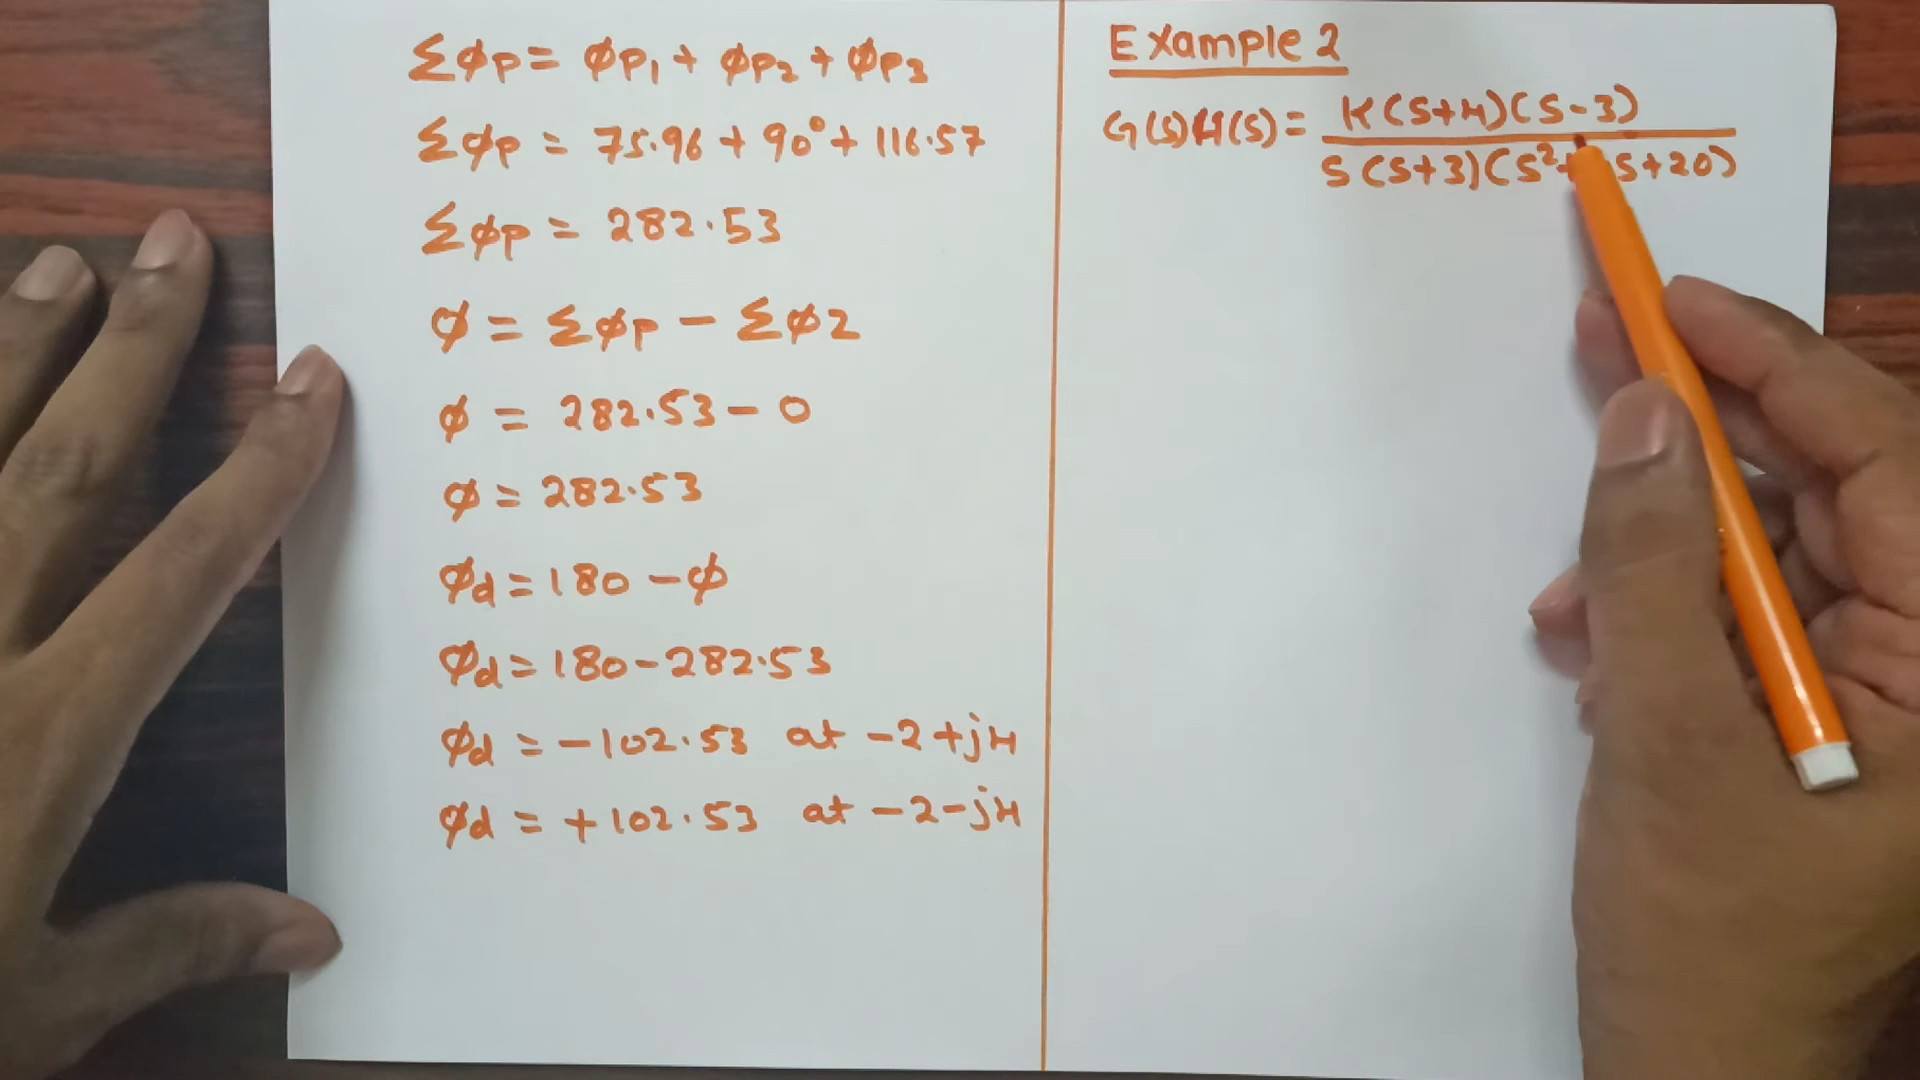 Σϕp = ϕp₁ + ϕp₂ + ϕp₃
Σϕp = 75.96 + 90° + 116.57
Σϕp = 282.53
ϕ = Σϕp - Σϕz
ϕ = 282.53 - 0
ϕ = 282.53
ϕd = 180 - ϕ
ϕd = 180 - 282.53
ϕd = -102.53 at -2+j4
ϕd = +102.53 at -2-j4
Example 2
G(s)H(s) = K(s+4)(s-3)
s(s+3)(s²+ s+20)